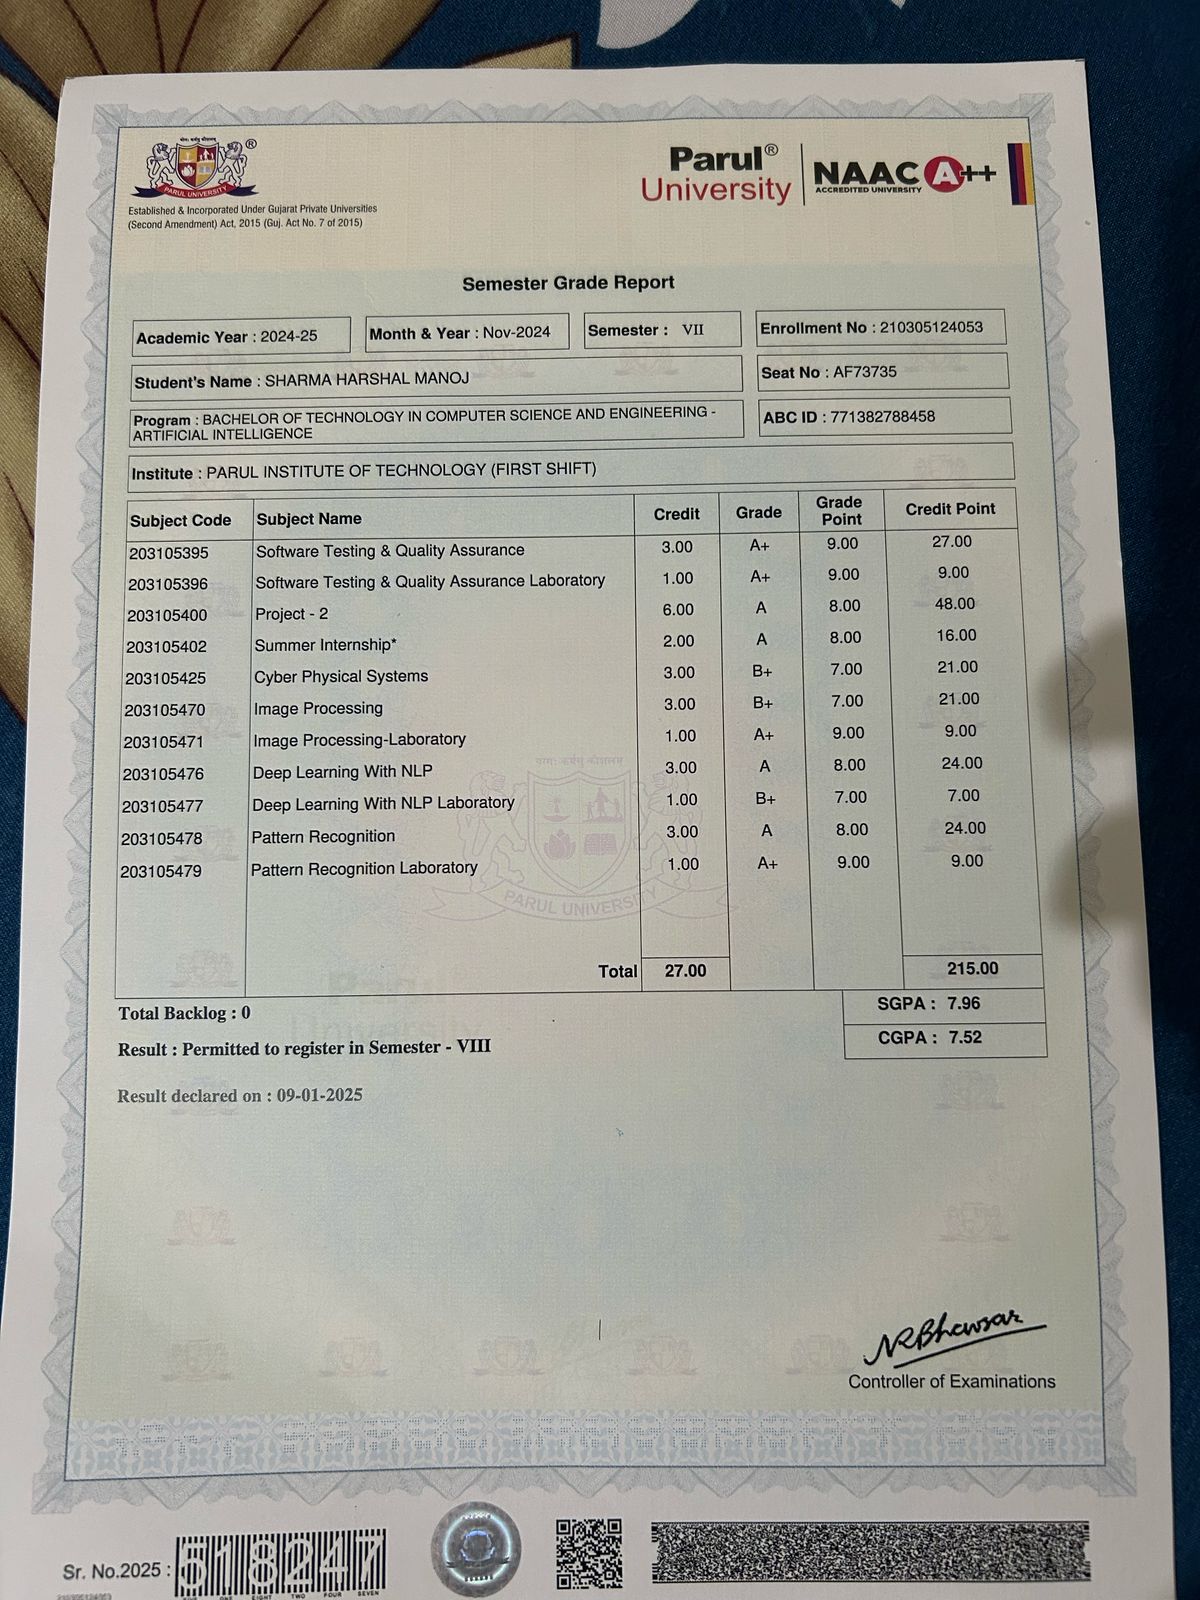 योगः कर्मसु कौशलम्
®
PARUL UNIVERSITY
Established & Incorporated Under Gujarat Private Universities
(Second Amendment) Act, 2015 (Guj. Act No. 7 of 2015)
Parul®
University
NAAC A++
ACCREDITED UNIVERSITY
Semester Grade Report
Academic Year : 2024-25 Month & Year : Nov-2024 Semester : VII Enrollment No : 210305124053
Student's Name : SHARMA HARSHAL MANOJ Seat No : AF73735
Program : BACHELOR OF TECHNOLOGY IN COMPUTER SCIENCE AND ENGINEERING -
ARTIFICIAL INTELLIGENCE
ABC ID : 771382788458
Institute : PARUL INSTITUTE OF TECHNOLOGY (FIRST SHIFT)
Subject Code Subject Name Credit Grade Grade Point Credit Point
203105395 Software Testing & Quality Assurance 3.00 A+ 9.00 27.00
203105396 Software Testing & Quality Assurance Laboratory 1.00 A+ 9.00 9.00
203105400 Project - 2 6.00 A 8.00 48.00
203105402 Summer Internship* 2.00 A 8.00 16.00
203105425 Cyber Physical Systems 3.00 B+ 7.00 21.00
203105470 Image Processing 3.00 B+ 7.00 21.00
203105471 Image Processing-Laboratory 1.00 A+ 9.00 9.00
203105476 Deep Learning With NLP 3.00 A 8.00 24.00
203105477 Deep Learning With NLP Laboratory 1.00 B+ 7.00 7.00
203105478 Pattern Recognition 3.00 A 8.00 24.00
203105479 Pattern Recognition Laboratory 1.00 A+ 9.00 9.00
PARUL UNIVERSITY
Total 27.00 215.00
Total Backlog : 0 SGPA : 7.96
Result : Permitted to register in Semester - VIII CGPA : 7.52
Result declared on : 09-01-2025
NRBhavsar
Controller of Examinations
Sr. No.2025 : 518247
FIVE ONE EIGHT TWO FOUR SEVEN